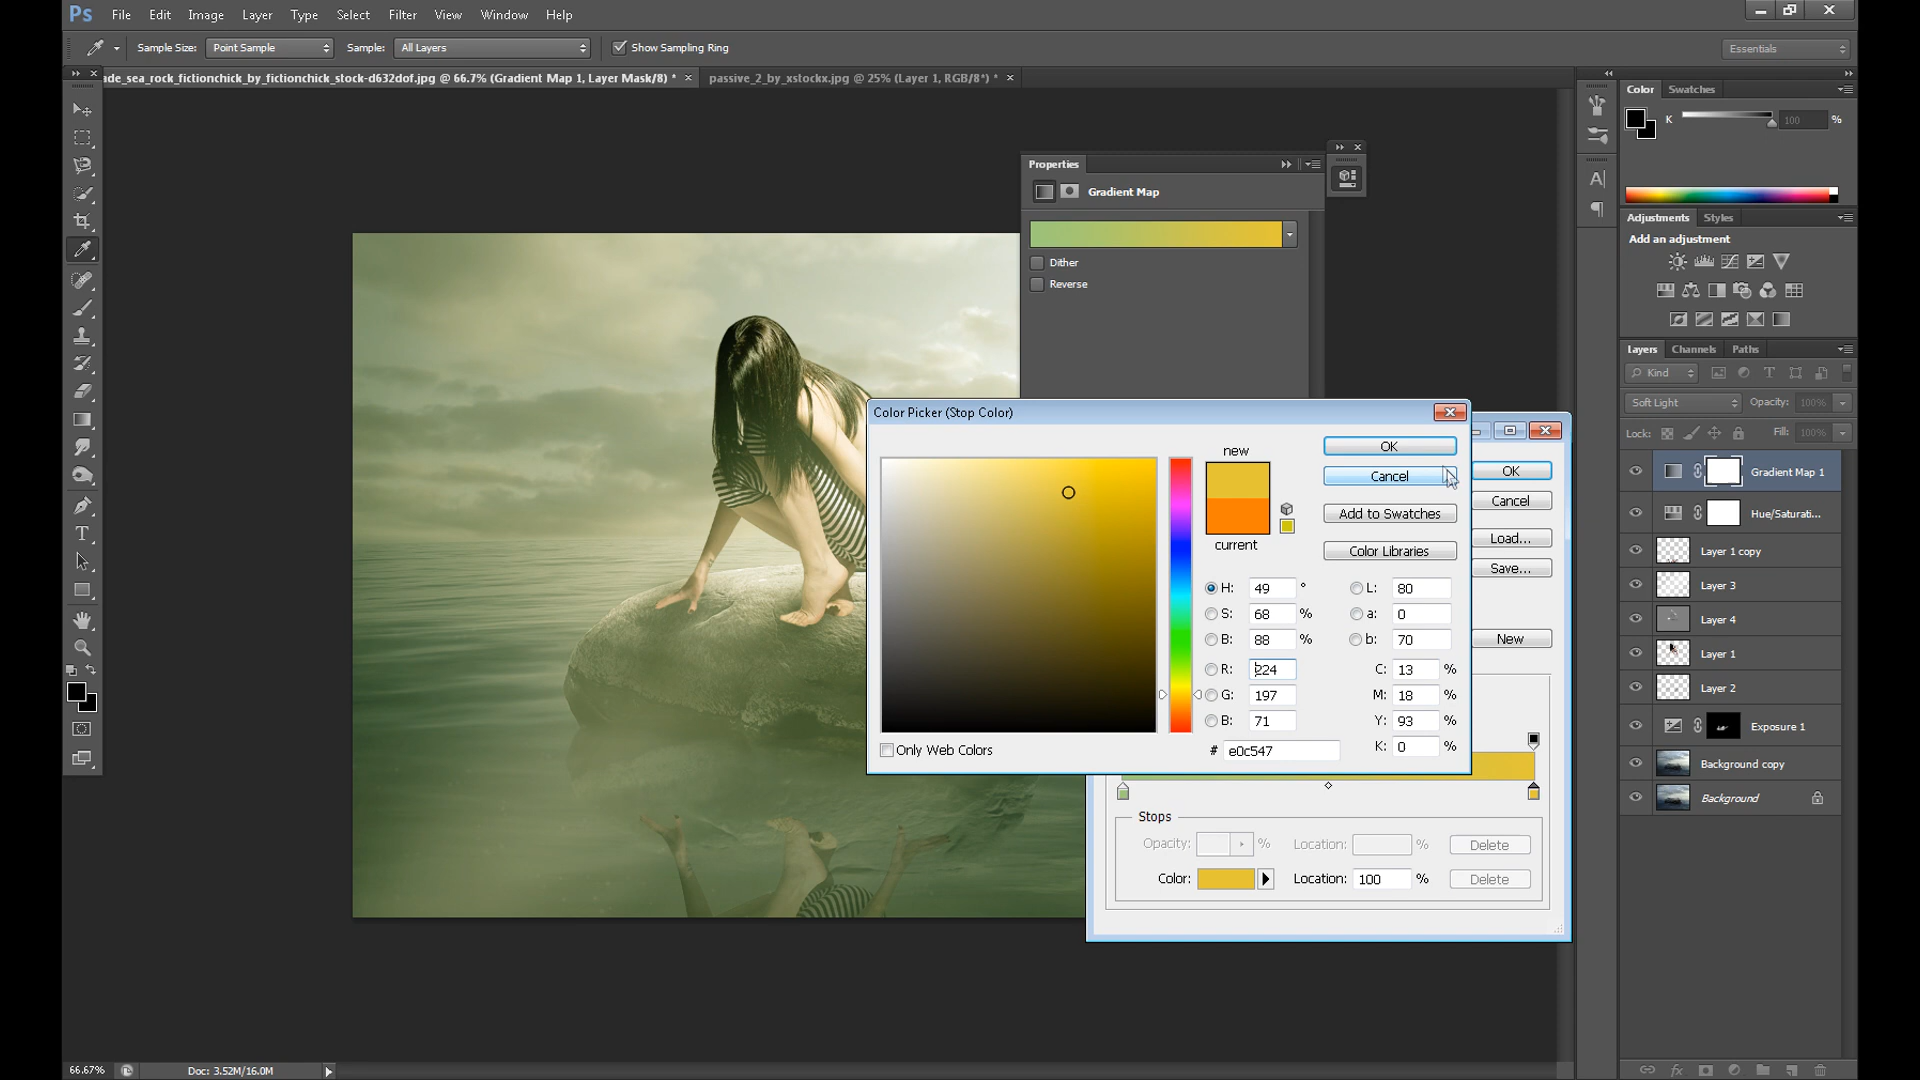 Ps File Edit Image Layer Type Select Filter View Window Help
Sample Size: Point Sample Sample: All Layers Show Sampling Ring Essentials
ade_sea_rock_fictionchick_by_fictionchick_stock-d632dof.jpg @ 66.7% (Gradient Map 1, Layer Mask/8) * × passive_2_by_xstockx.jpg @ 25% (Layer 1, RGB/8*) * ×
Color Swatches
K 100 %
Properties
Gradient Map
Dither
Reverse
Adjustments Styles
Add an adjustment
Layers Channels Paths
Kind
Soft Light Opacity: 100%
Lock: Fill: 100%
Gradient Map 1
Hue/Saturati...
Layer 1 copy
Layer 3
Layer 4
Layer 1
Layer 2
Exposure 1
Background copy
Background
Color Picker (Stop Color)
new
current
OK
Cancel
Add to Swatches
Color Libraries
H: 49 ° L: 80
S: 68 % a: 0
B: 88 % b: 70
R: 224 C: 13 %
G: 197 M: 18 %
B: 71 Y: 93 %
# e0c547 K: 0 %
Only Web Colors
OK
Cancel
Load...
Save...
New
Stops
Opacity: % Location: % Delete
Color: Location: 100 % Delete
66.67% Doc: 3.52M/16.0M